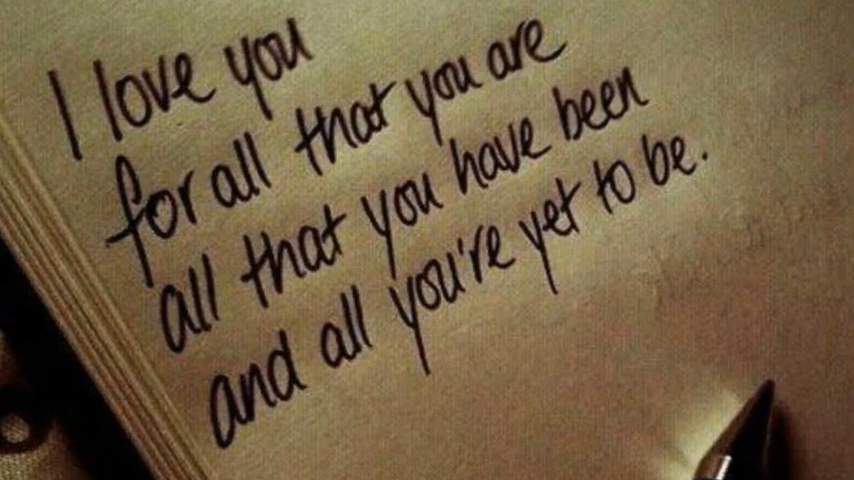 I love you
for all that you are
all that you have been
and all you're yet to be.